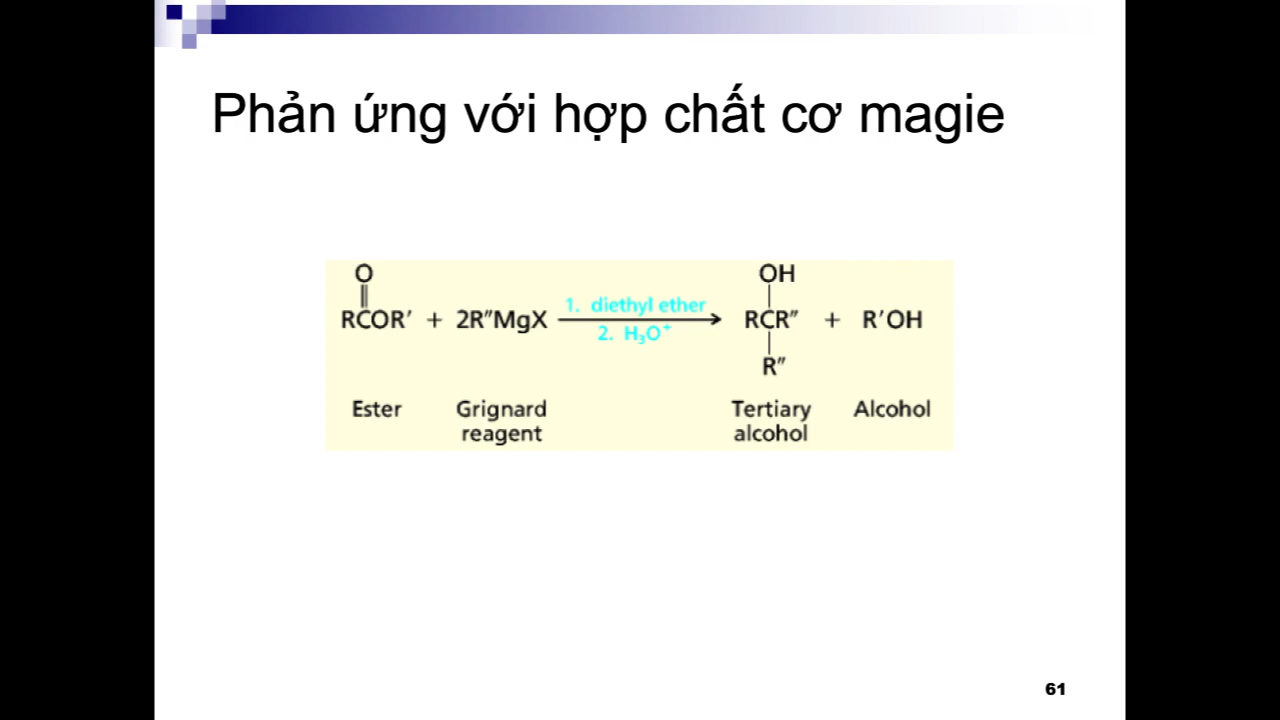 Phản ứng với hợp chất cơ magie
O
OH
1. diethyl ether
RCOR′ + 2R″MgX
RCR″ + R′OH
2. H₃O⁺
R″
Ester
Grignard
reagent
Tertiary
alcohol
Alcohol
61